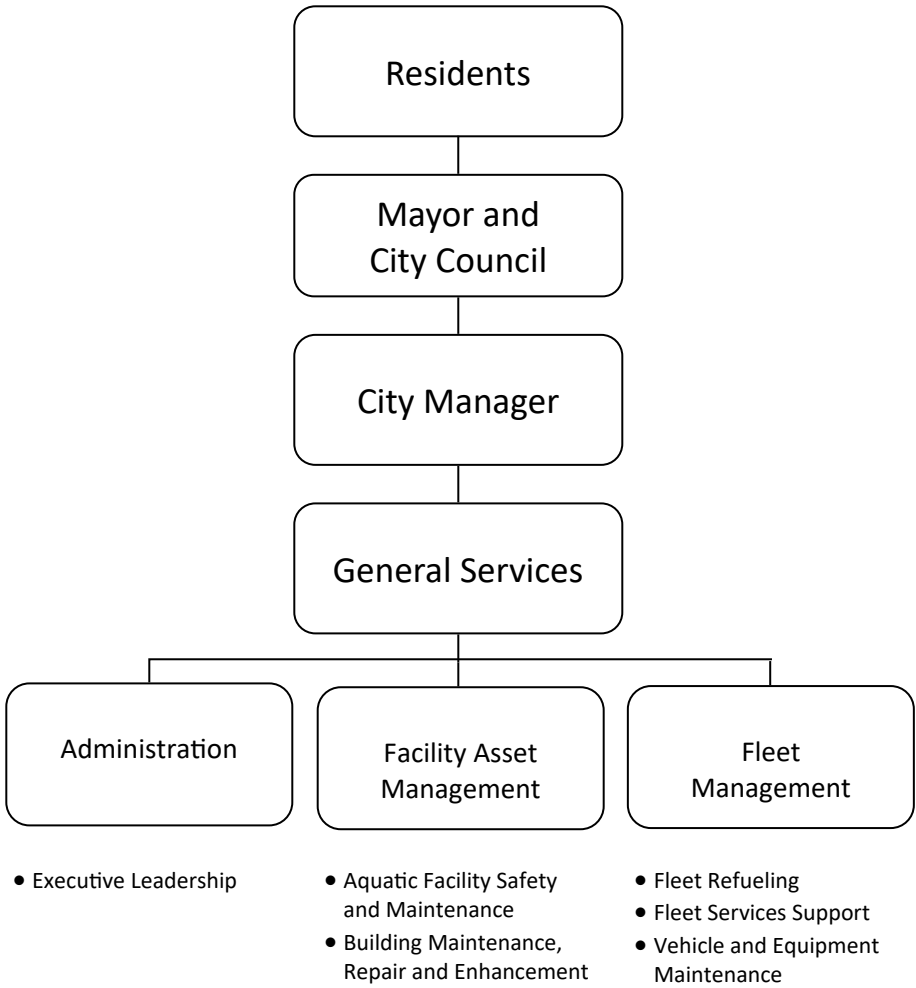 Residents
Mayor and
City Council
City Manager
General Services
Administration
Facility Asset
Management
Fleet
Management
• Executive Leadership
• Aquatic Facility Safety
and Maintenance
• Building Maintenance,
Repair and Enhancement
• Fleet Refueling
• Fleet Services Support
• Vehicle and Equipment
Maintenance